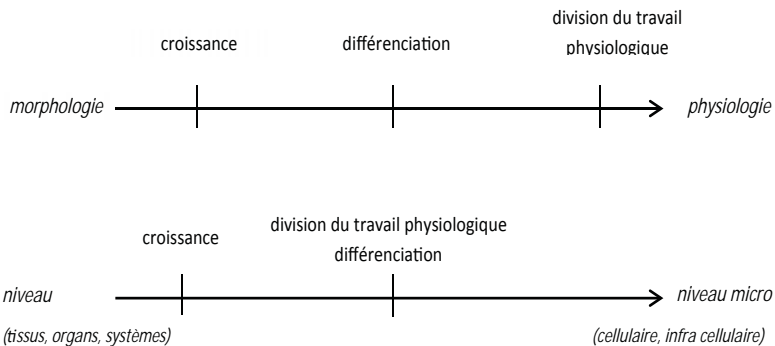 croissance
différenciation
division du travail
physiologique
morphologie
physiologie
croissance
division du travail physiologique
différenciation
niveau
niveau micro
(tissus, organs, systèmes)
(cellulaire, infra cellulaire)